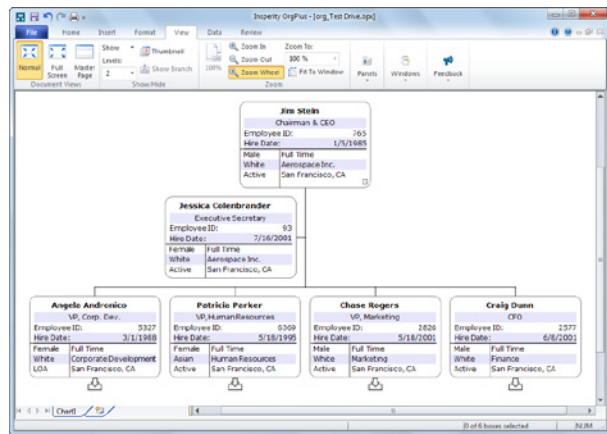 Insperity OrgPlus - [org_Test Drive.opx]
File Home Insert Format View Data Review
Normal Full Screen Master Page
Document Views
Show Levels: 2
Thumbnail
Show Branch
Show/Hide
100%
Zoom In
Zoom Out
Zoom Wheel
Zoom To:
100 %
Fit To Window
Zoom
Panels Windows Feedback
Jim Stein
Chairman & CEO
Employee ID: 765
Hire Date: 1/5/1985
Male Full Time
White Aerospace Inc.
Active San Francisco, CA
Jessica Colenbrander
Executive Secretary
Employee ID: 93
Hire Date: 7/16/2001
Female Full Time
White Aerospace Inc.
Active San Francisco, CA
Angela Andronico
VP, Corp. Dev.
Employee ID: 5327
Hire Date: 3/1/1988
Female Full Time
White Corporate Development
LOA San Francisco, CA
Patricia Parker
VP, Human Resources
Employee ID: 6369
Hire Date: 5/18/1995
Female Full Time
Asian Human Resources
Active San Francisco, CA
Chase Rogers
VP, Marketing
Employee ID: 2826
Hire Date: 5/18/2001
Male Full Time
White Marketing
Active San Francisco, CA
Craig Dunn
CFO
Employee ID: 2577
Hire Date: 6/8/2001
Male Full Time
White Finance
Active San Francisco, CA
Chart1
0 of 6 boxes selected NUM